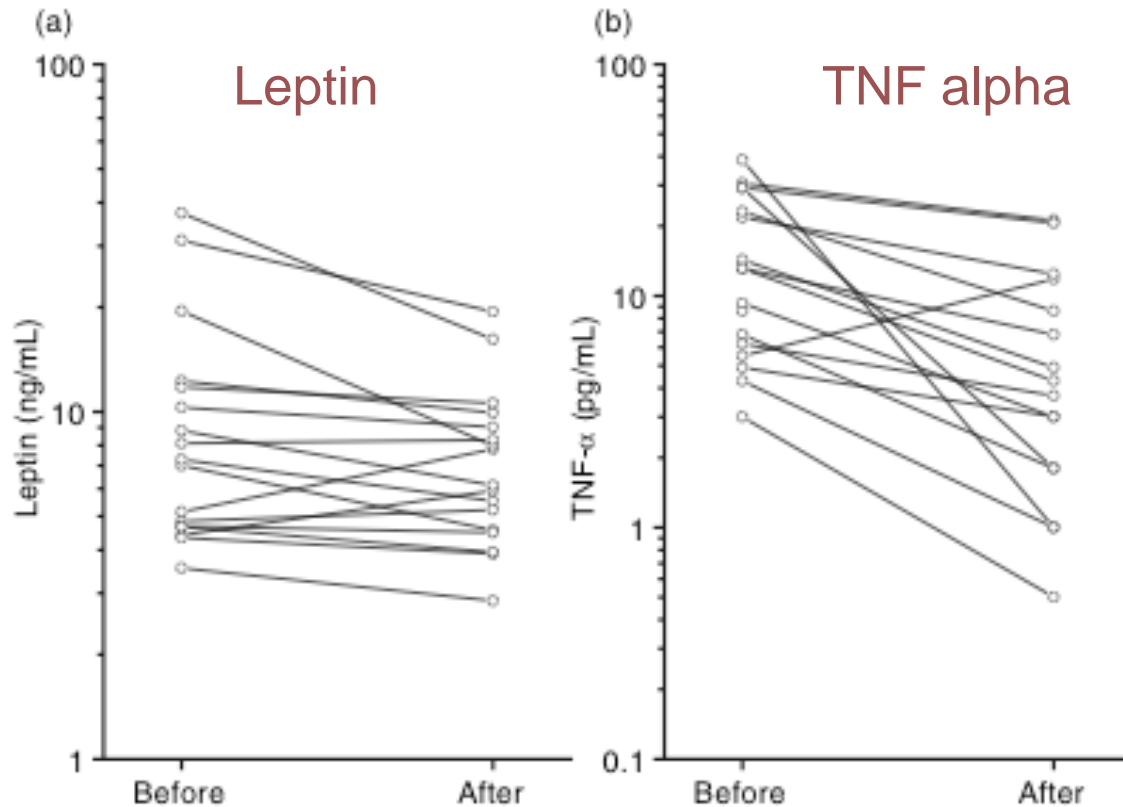 (a)
Leptin
100
10
1
Leptin (ng/mL)
Before After
(b)
TNF alpha
100
10
1
0.1
TNF-α (pg/mL)
Before After